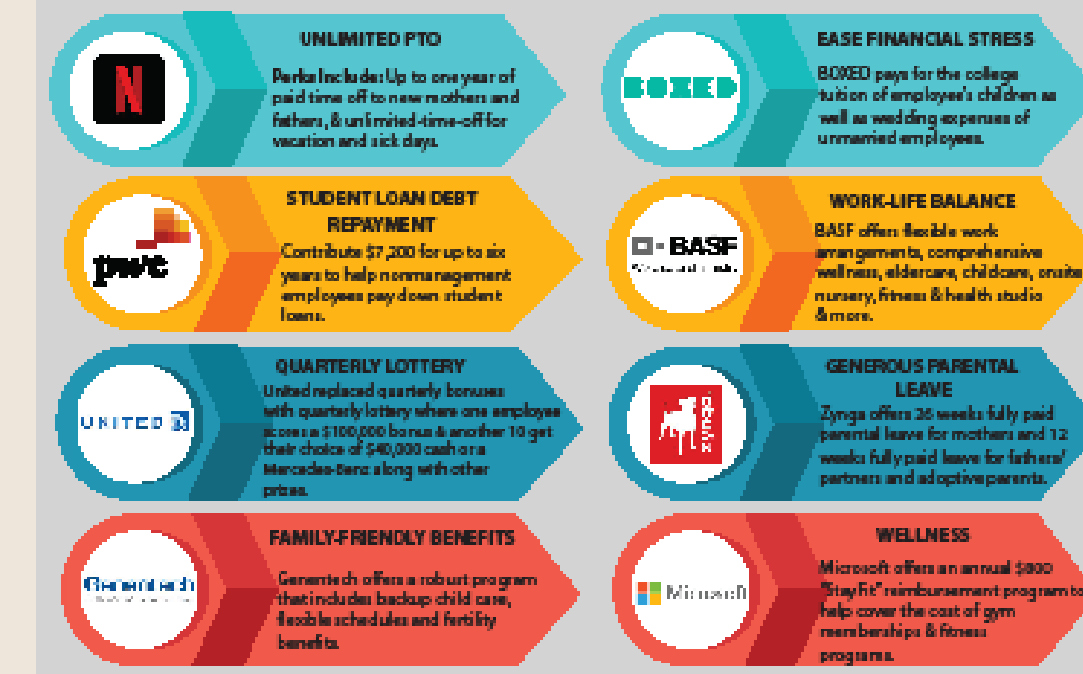 UNLIMITED PTO
Perks Include: Up to one year of
paid time off to new mothers and
fathers, & unlimited-time-off for
vacation and sick days.
N
STUDENT LOAN DEBT
REPAYMENT
Contribute $7,200 for up to six
years to help nonmanagement
employees pay down student
loans.
pwc
QUARTERLY LOTTERY
United replaced quarterly bonuses
with quarterly lottery where one employee
scores a $100,000 bonus & another 10 get
their choice of $40,000 cash or a
Mercedes-Benz along with other
prizes.
UNITED
FAMILY-FRIENDLY BENEFITS
Genentech offers a robust program
that includes backup child care,
flexible schedules and fertility
benefits.
Genentech
EASE FINANCIAL STRESS
BOXED pays for the college
tuition of employee's children as
well as wedding expenses of
unmarried employees.
BOXED
WORK-LIFE BALANCE
BASF offers flexible work
arrangements, comprehensive
wellness, eldercare, childcare, onsite
nursery, fitness & health studio
& more.
BASF
GENEROUS PARENTAL
LEAVE
Zynga offers 26 weeks fully paid
parental leave for mothers and 12
weeks fully paid leave for fathers/
partners and adoptive parents.
zynga
WELLNESS
Microsoft offers an annual $800
"Stay Fit" reimbursement program to
help cover the cost of gym
memberships & fitness
programs.
Microsoft